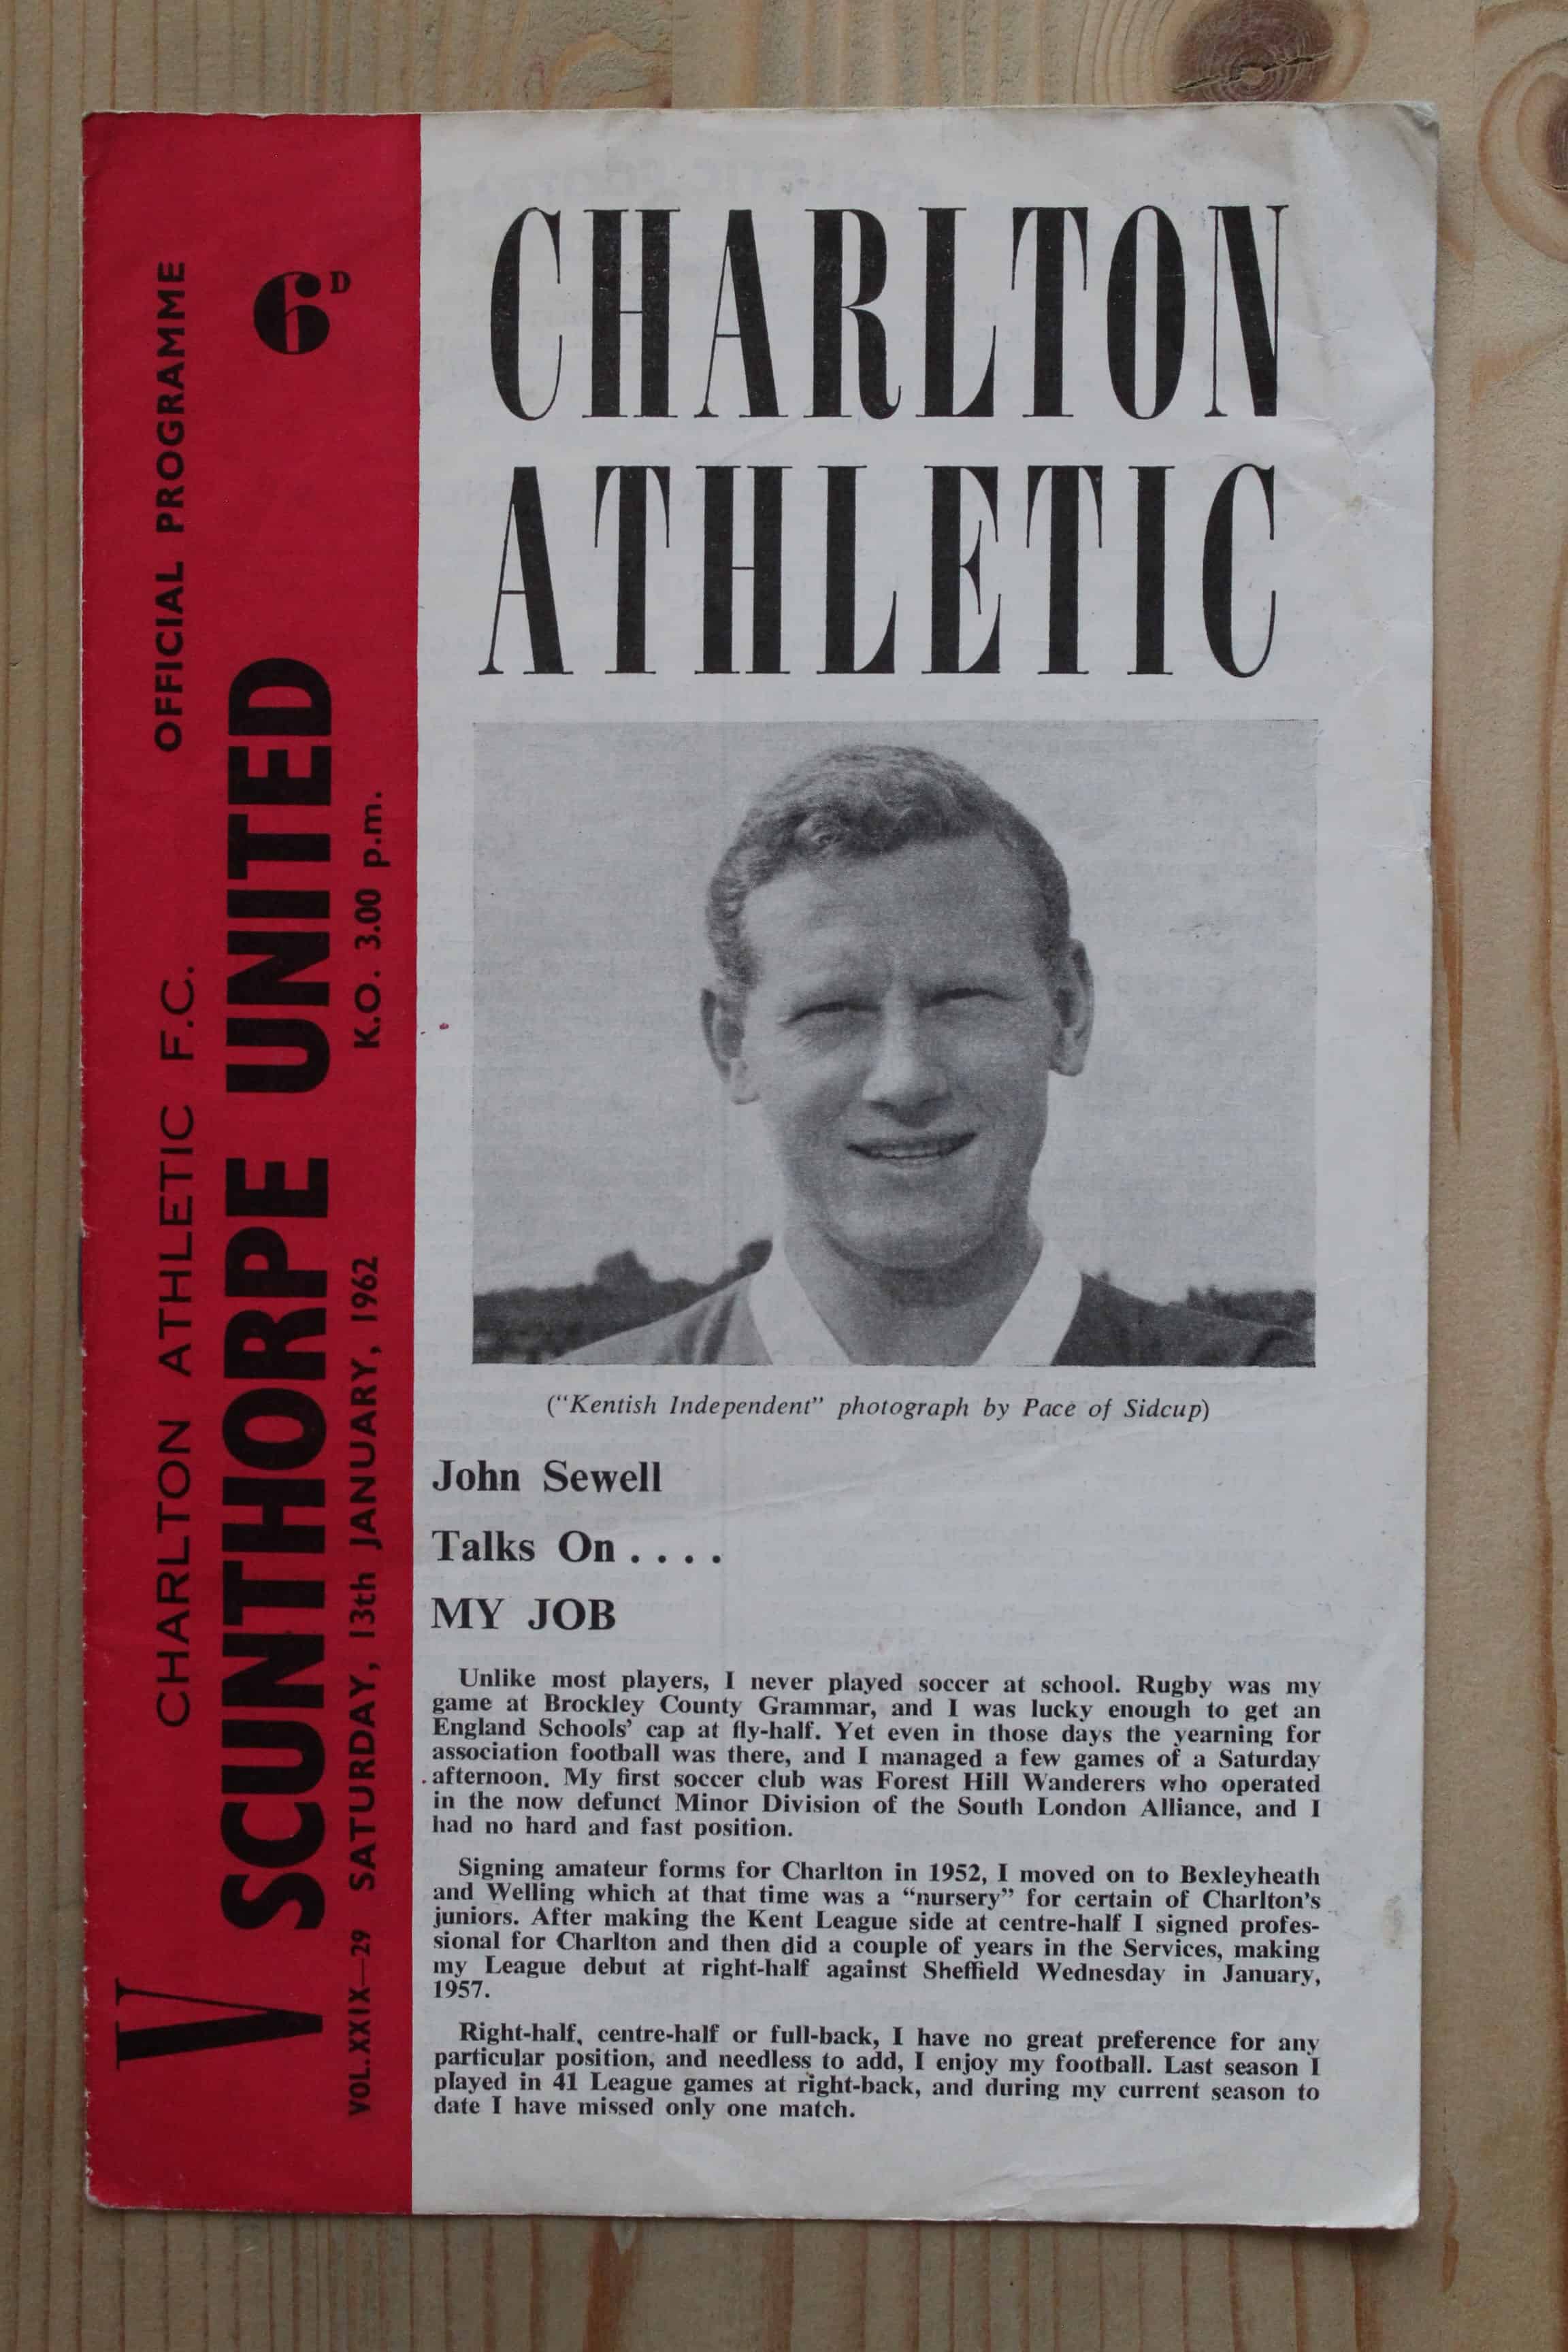 CHARLTON ATHLETIC F.C. OFFICIAL PROGRAMME
V SCUNTHORPE UNITED 6D
VOL.XXIX—29 SATURDAY, 13th JANUARY, 1962 K.O. 3.00 p.m.
CHARLTON
ATHLETIC
("Kentish Independent" photograph by Pace of Sidcup)
John Sewell
Talks On . . . .
MY JOB
Unlike most players, I never played soccer at school. Rugby was my
game at Brockley County Grammar, and I was lucky enough to get an
England Schools' cap at fly-half. Yet even in those days the yearning for
association football was there, and I managed a few games of a Saturday
afternoon. My first soccer club was Forest Hill Wanderers who operated
in the now defunct Minor Division of the South London Alliance, and I
had no hard and fast position.
Signing amateur forms for Charlton in 1952, I moved on to Bexleyheath
and Welling which at that time was a "nursery" for certain of Charlton's
juniors. After making the Kent League side at centre-half I signed profes-
sional for Charlton and then did a couple of years in the Services, making
my League debut at right-half against Sheffield Wednesday in January,
1957.
Right-half, centre-half or full-back, I have no great preference for any
particular position, and needless to add, I enjoy my football. Last season I
played in 41 League games at right-back, and during my current season to
date I have missed only one match.